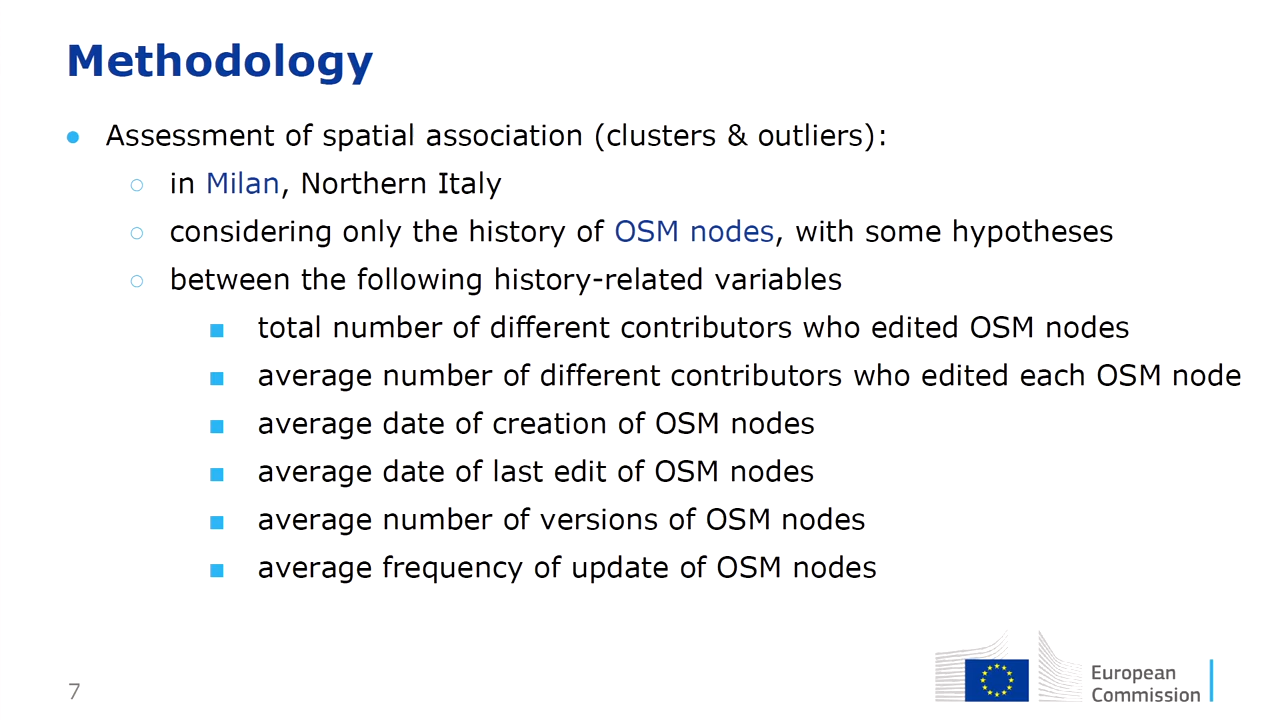 Methodology
● Assessment of spatial association (clusters & outliers):
○ in Milan, Northern Italy
○ considering only the history of OSM nodes, with some hypotheses
○ between the following history-related variables
■ total number of different contributors who edited OSM nodes
■ average number of different contributors who edited each OSM node
■ average date of creation of OSM nodes
■ average date of last edit of OSM nodes
■ average number of versions of OSM nodes
■ average frequency of update of OSM nodes
7
European
Commission